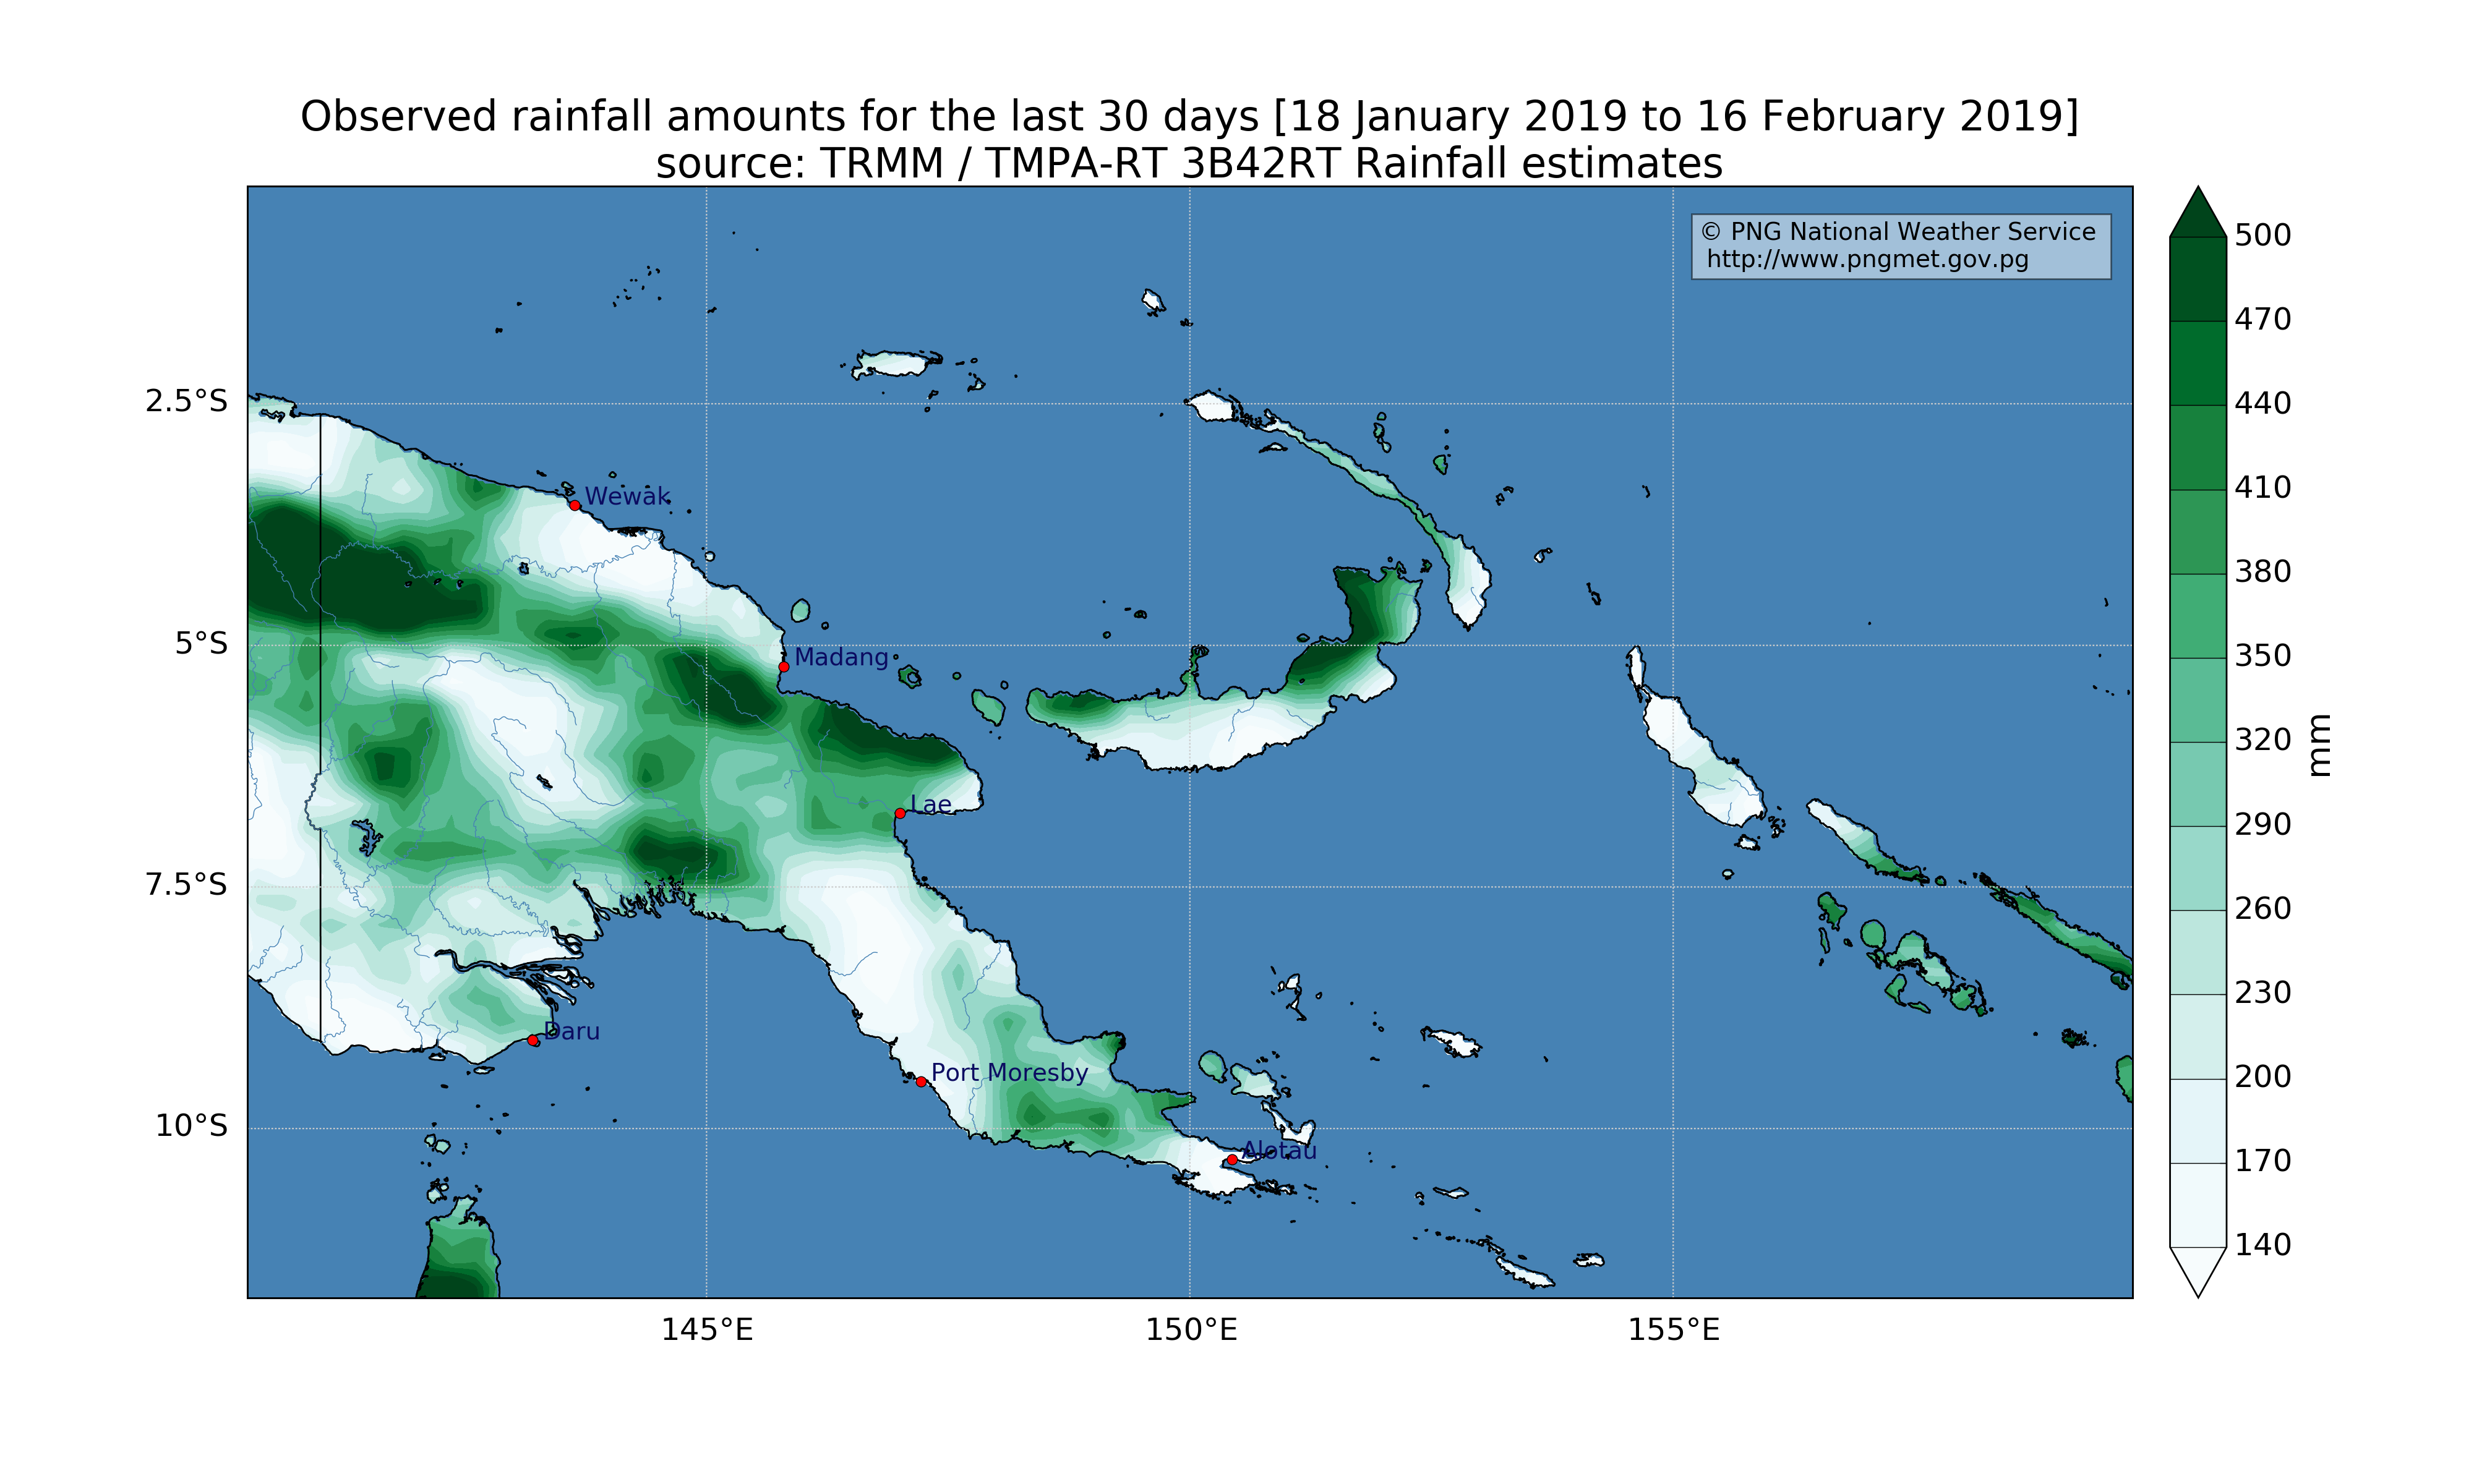 Observed rainfall amounts for the last 30 days [18 January 2019 to 16 February 2019]
source: TRMM / TMPA-RT 3B42RT Rainfall estimates
© PNG National Weather Service
http://www.pngmet.gov.pg
500
470
440
410
380
350
320
290
260
230
200
170
140
mm
2.5°S
5°S
7.5°S
10°S
Wewak
Madang
Lae
Daru
Port Moresby
Alotau
145°E
150°E
155°E